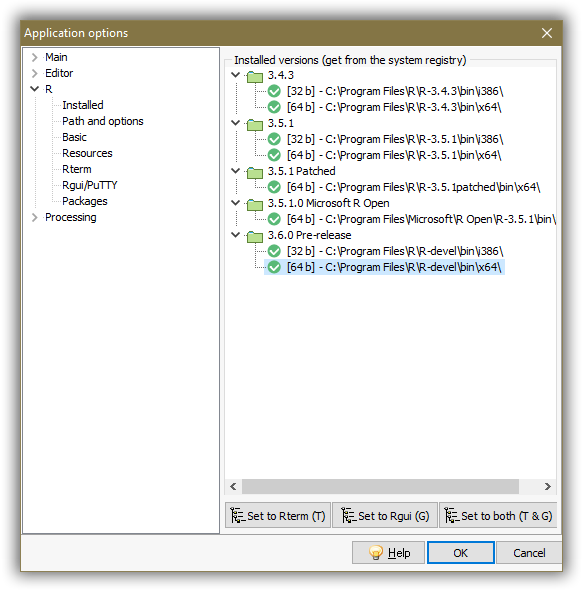 Application options
Main
Editor
R
Installed
Path and options
Basic
Resources
Rterm
Rgui/PuTTY
Packages
Processing
Installed versions (get from the system registry)
3.4.3
[32 b] - C:\Program Files\R\R-3.4.3\bin\i386\
[64 b] - C:\Program Files\R\R-3.4.3\bin\x64\
3.5.1
[32 b] - C:\Program Files\R\R-3.5.1\bin\i386\
[64 b] - C:\Program Files\R\R-3.5.1\bin\x64\
3.5.1 Patched
[64 b] - C:\Program Files\R\R-3.5.1patched\bin\x64\
3.5.1.0 Microsoft R Open
[64 b] - C:\Program Files\Microsoft\R Open\R-3.5.1\bin\
3.6.0 Pre-release
[32 b] - C:\Program Files\R\R-devel\bin\i386\
[64 b] - C:\Program Files\R\R-devel\bin\x64\
Set to Rterm (T)
Set to Rgui (G)
Set to both (T & G)
Help
OK
Cancel